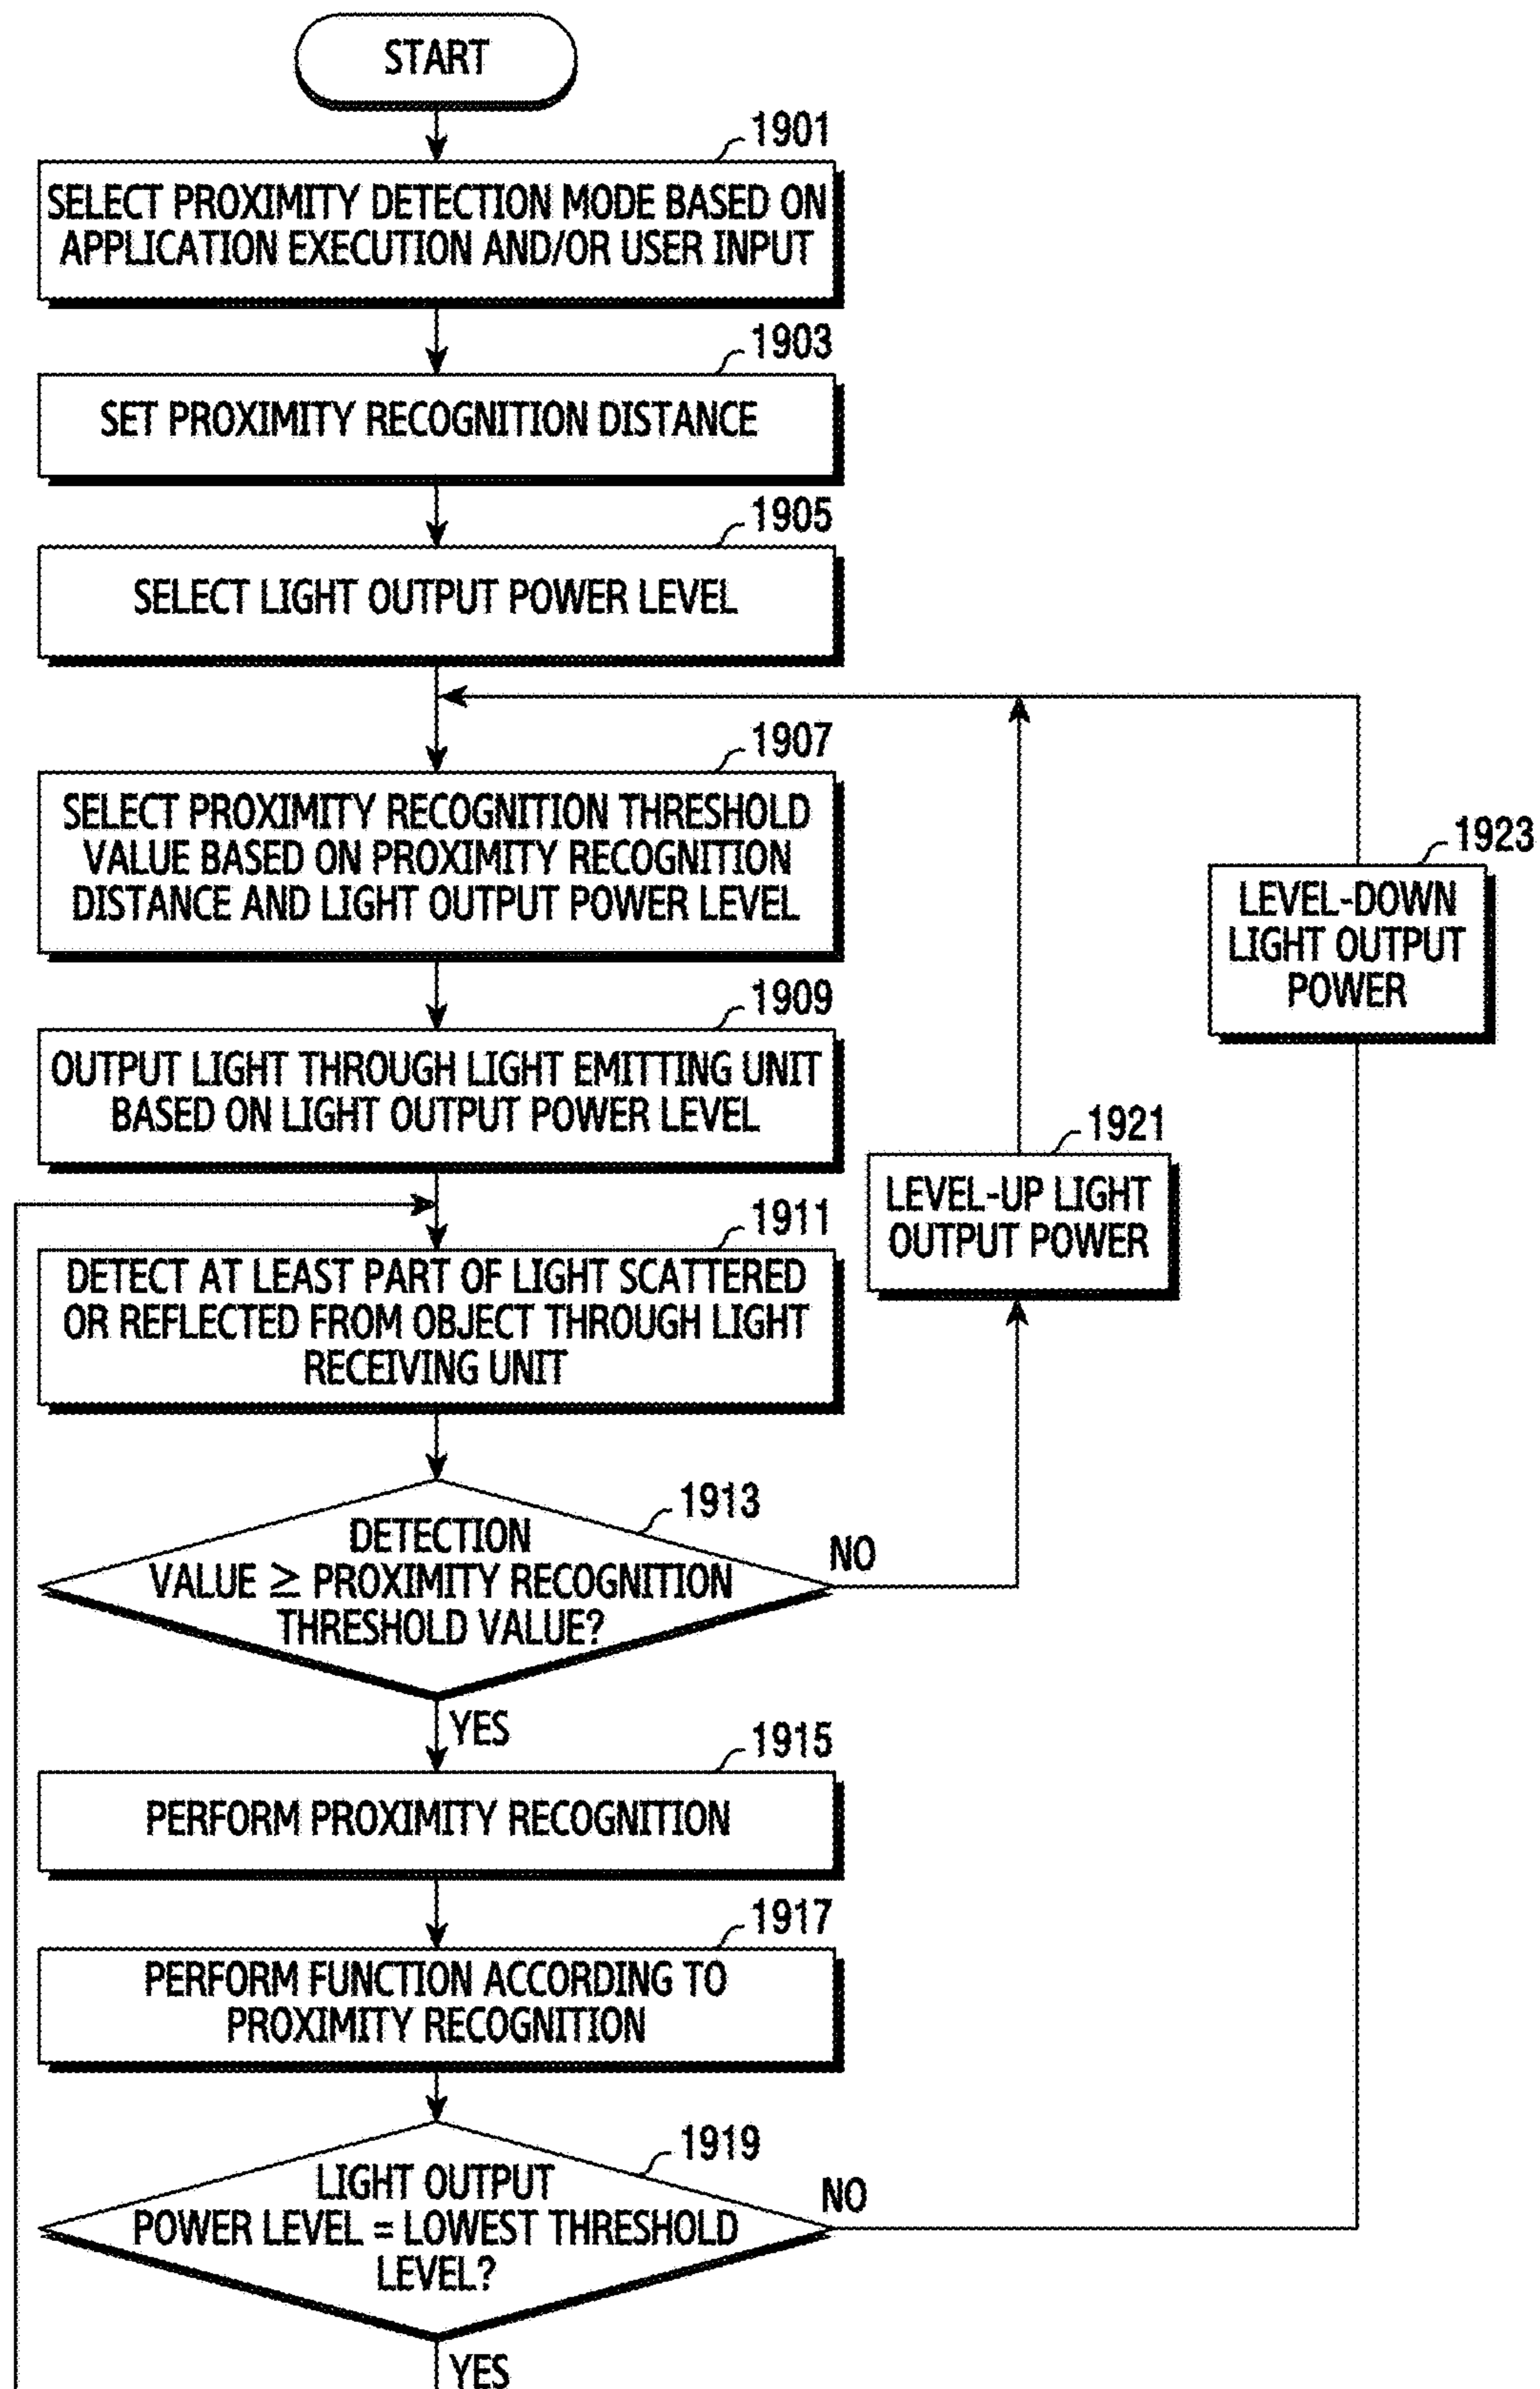 START
1901
SELECT PROXIMITY DETECTION MODE BASED ON
APPLICATION EXECUTION AND/OR USER INPUT
1903
SET PROXIMITY RECOGNITION DISTANCE
1905
SELECT LIGHT OUTPUT POWER LEVEL
1907
SELECT PROXIMITY RECOGNITION THRESHOLD
VALUE BASED ON PROXIMITY RECOGNITION
DISTANCE AND LIGHT OUTPUT POWER LEVEL
1923
LEVEL-DOWN
LIGHT OUTPUT
POWER
1909
OUTPUT LIGHT THROUGH LIGHT EMITTING UNIT
BASED ON LIGHT OUTPUT POWER LEVEL
1921
LEVEL-UP LIGHT
OUTPUT POWER
1911
DETECT AT LEAST PART OF LIGHT SCATTERED
OR REFLECTED FROM OBJECT THROUGH LIGHT
RECEIVING UNIT
1913
DETECTION
VALUE ≥ PROXIMITY RECOGNITION
THRESHOLD VALUE?
NO
YES
1915
PERFORM PROXIMITY RECOGNITION
1917
PERFORM FUNCTION ACCORDING TO
PROXIMITY RECOGNITION
1919
LIGHT OUTPUT
POWER LEVEL = LOWEST THRESHOLD
LEVEL?
NO
YES